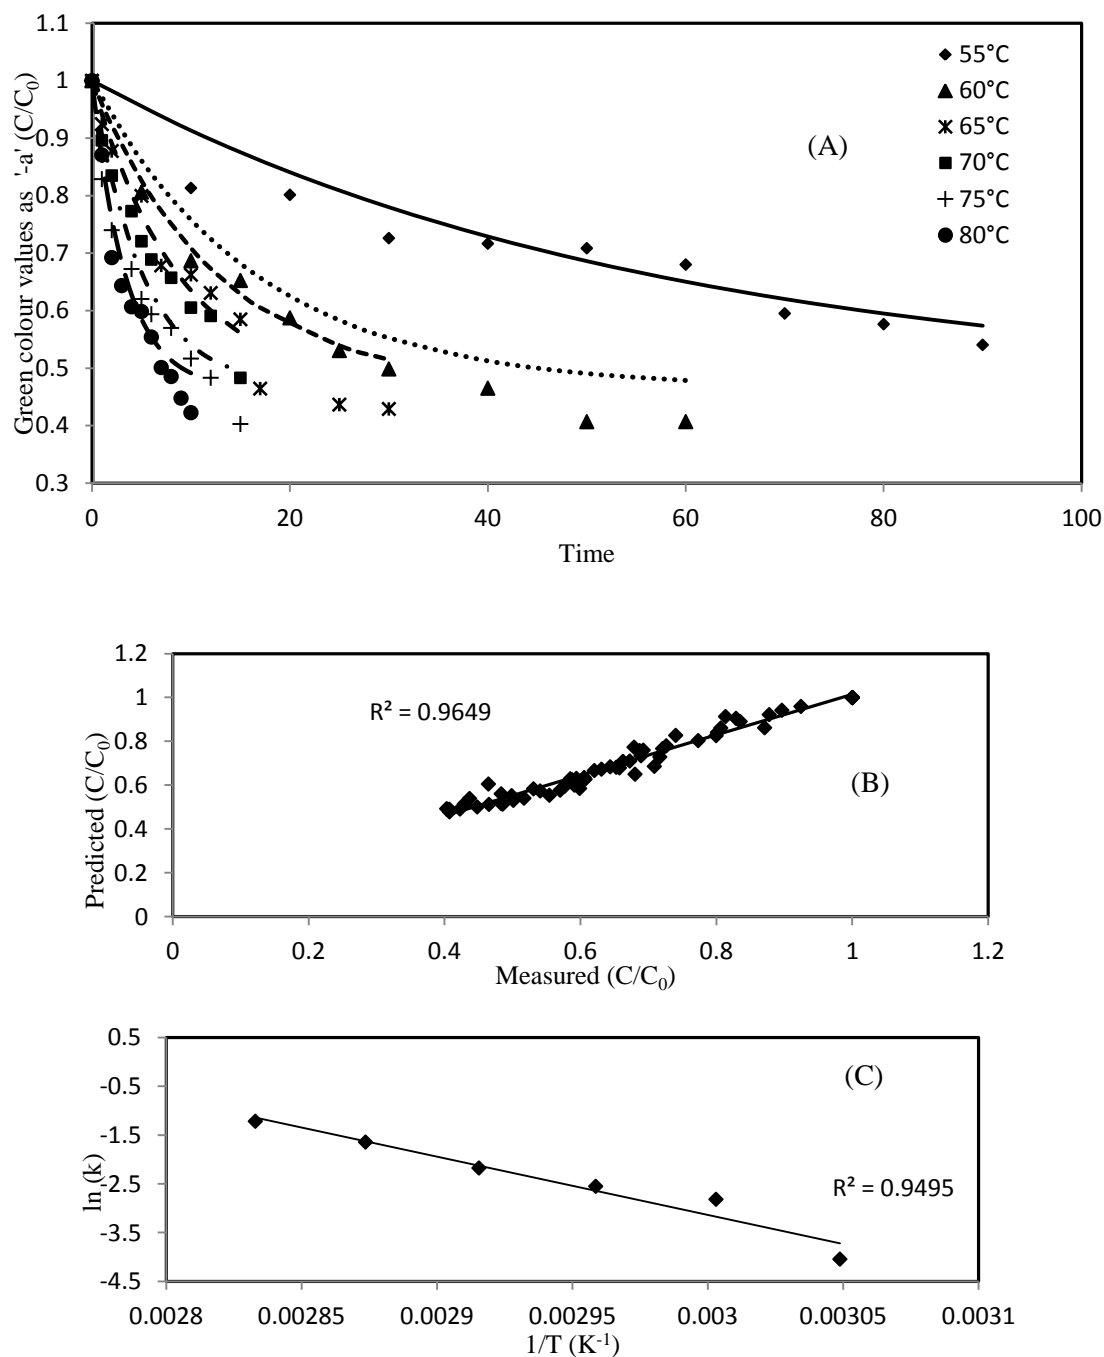 1.1
1
0.9
0.8
0.7
0.6
0.5
0.4
0.3
Green colour values as '-a' (C/C₀)
55°C
60°C
65°C
70°C
75°C
80°C
(A)
0 20 40 60 80 100
Time
1.2
1
0.8
0.6
0.4
0.2
0
Predicted (C/C₀)
R² = 0.9649
(B)
0 0.2 0.4 0.6 0.8 1 1.2
Measured (C/C₀)
0.5
-0.5
-1.5
-2.5
-3.5
-4.5
ln (k)
(C)
R² = 0.9495
0.0028 0.00285 0.0029 0.00295 0.003 0.00305 0.0031
1/T (K⁻¹)